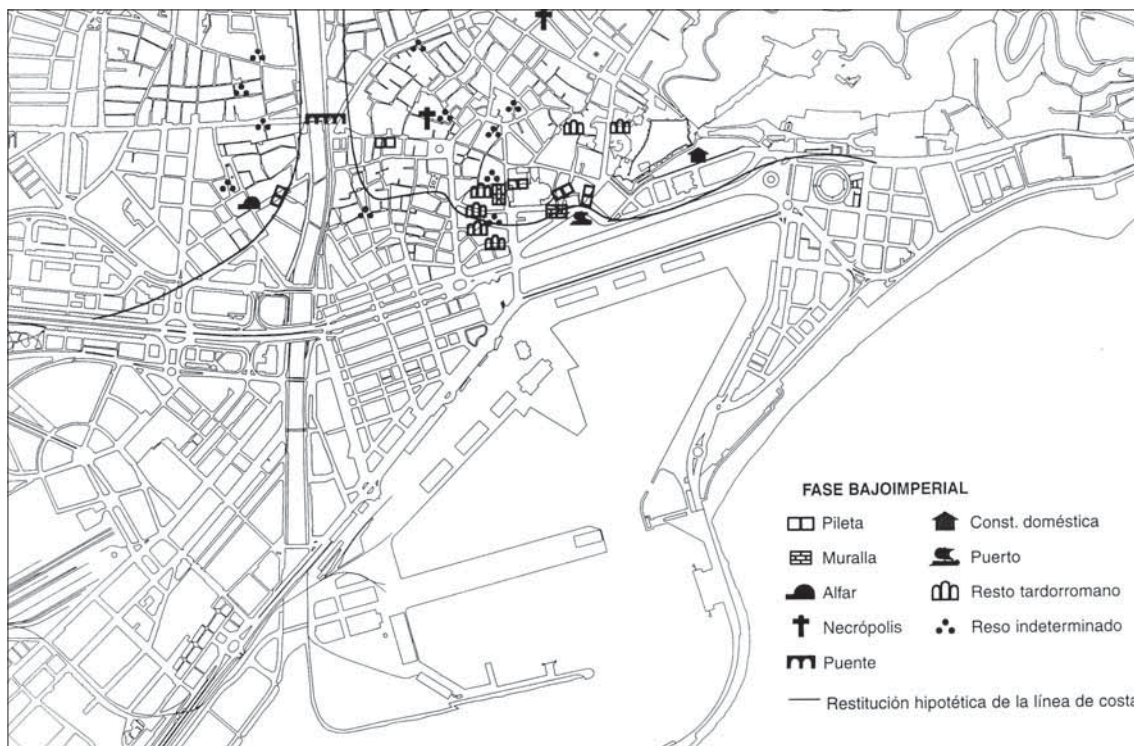 FASE BAJOIMPERIAL
Pileta
Muralla
Alfar
Necrópolis
Puente
Const. doméstica
Puerto
Resto tardorromano
Reso indeterminado
Restitución hipotética de la línea de costa